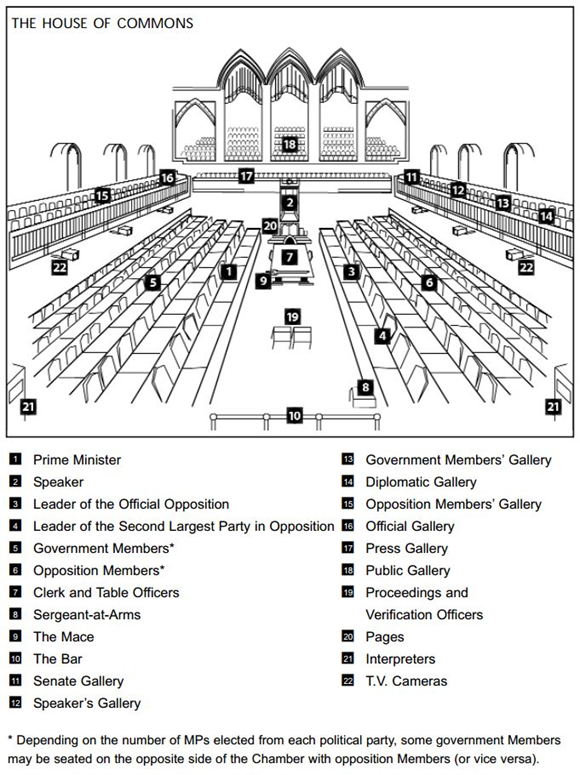 THE HOUSE OF COMMONS
18
17
16
15
11
12
13
14
2
20
22
7
22
5
1
9
3
6
19
4
8
21
10
21
1 Prime Minister
2 Speaker
3 Leader of the Official Opposition
4 Leader of the Second Largest Party in Opposition
5 Government Members*
6 Opposition Members*
7 Clerk and Table Officers
8 Sergeant-at-Arms
9 The Mace
10 The Bar
11 Senate Gallery
12 Speaker's Gallery
13 Government Members' Gallery
14 Diplomatic Gallery
15 Opposition Members' Gallery
16 Official Gallery
17 Press Gallery
18 Public Gallery
19 Proceedings and
Verification Officers
20 Pages
21 Interpreters
22 T.V. Cameras
* Depending on the number of MPs elected from each political party, some government Members
may be seated on the opposite side of the Chamber with opposition Members (or vice versa).